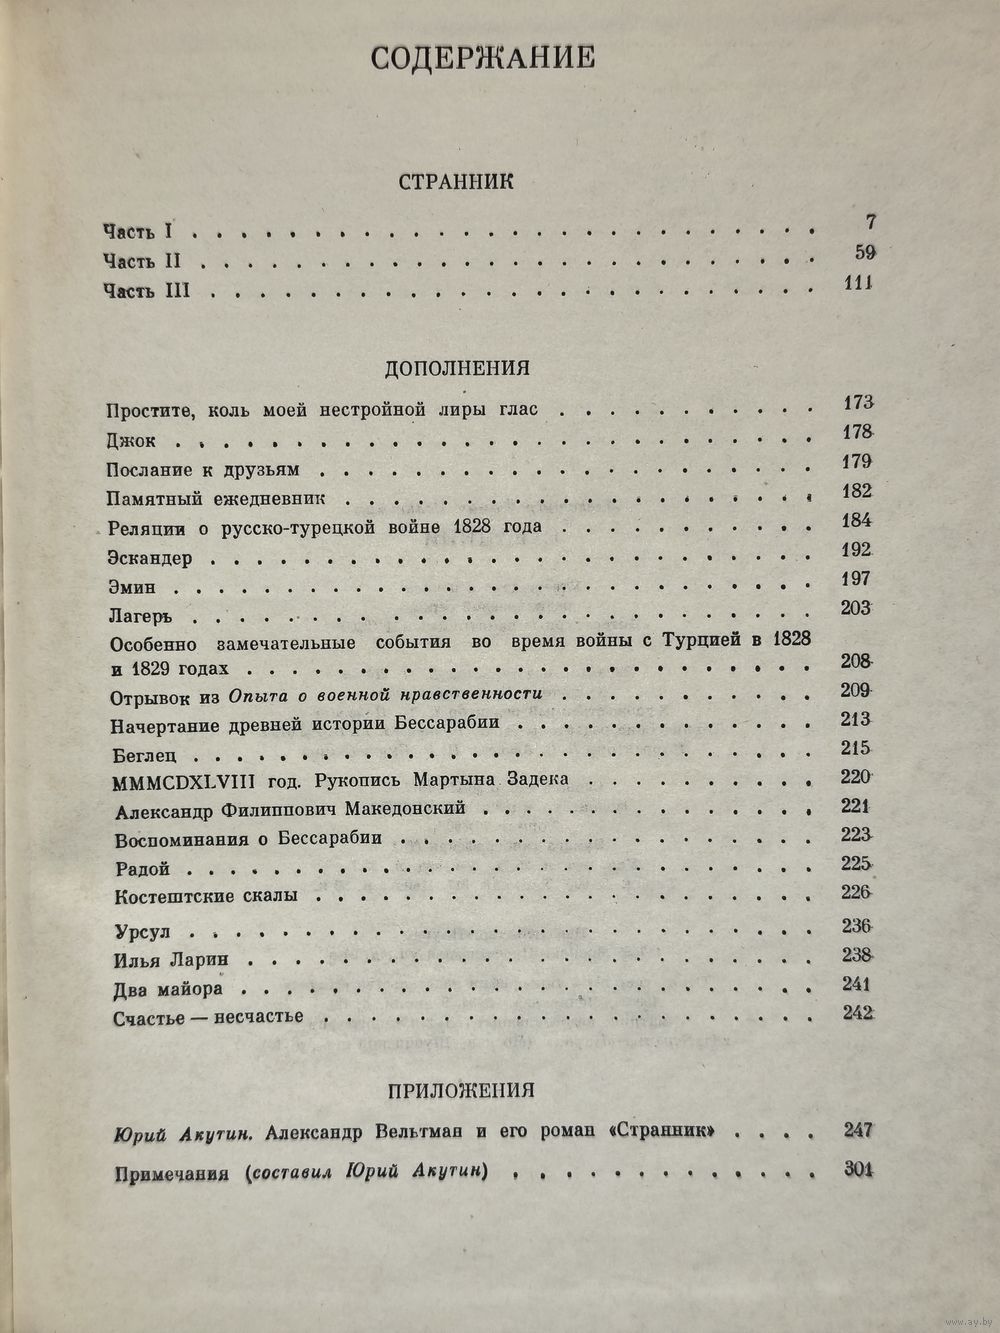 СОДЕРЖАНИЕ
СТРАННИК
Часть I . . . . . . . . . . . . . . . . . . . . . . . . . . 7
Часть II . . . . . . . . . . . . . . . . . . . . . . . . . . 59
Часть III . . . . . . . . . . . . . . . . . . . . . . . . . 111
ДОПОЛНЕНИЯ
Простите, коль моей нестройной лиры глас . . . . . . . . . . . 173
Джок . . . . . . . . . . . . . . . . . . . . . . . . . . . 178
Послание к друзьям . . . . . . . . . . . . . . . . . . . . . 179
Памятный ежедневник . . . . . . . . . . . . . . . . . . . . 182
Реляции о русско-турецкой войне 1828 года . . . . . . . . . . . 184
Эскандер . . . . . . . . . . . . . . . . . . . . . . . . . 192
Эмин . . . . . . . . . . . . . . . . . . . . . . . . . . . 197
Лагерь . . . . . . . . . . . . . . . . . . . . . . . . . . 203
Особенно замечательные события во время войны с Турцией в 1828
и 1829 годах . . . . . . . . . . . . . . . . . . . . . . . . 208
Отрывок из Опыта о военной нравственности . . . . . . . . . . . 209
Начертание древней истории Бессарабии . . . . . . . . . . . . . 213
Беглец . . . . . . . . . . . . . . . . . . . . . . . . . . 215
MMMCDXLVIII год. Рукопись Мартына Задека . . . . . . . . . . 220
Александр Филиппович Македонский . . . . . . . . . . . . . . 221
Воспоминания о Бессарабии . . . . . . . . . . . . . . . . . . 223
Радой . . . . . . . . . . . . . . . . . . . . . . . . . . . 225
Костештские скалы . . . . . . . . . . . . . . . . . . . . . 226
Урсул . . . . . . . . . . . . . . . . . . . . . . . . . . . 236
Илья Ларин . . . . . . . . . . . . . . . . . . . . . . . . 238
Два майора . . . . . . . . . . . . . . . . . . . . . . . . 241
Счастье — несчастье . . . . . . . . . . . . . . . . . . . . . 242
ПРИЛОЖЕНИЯ
Юрий Акутин. Александр Вельтман и его роман «Странник» . . . . 247
Примечания (составил Юрий Акутин) . . . . . . . . . . . . . 301
www.ay.by